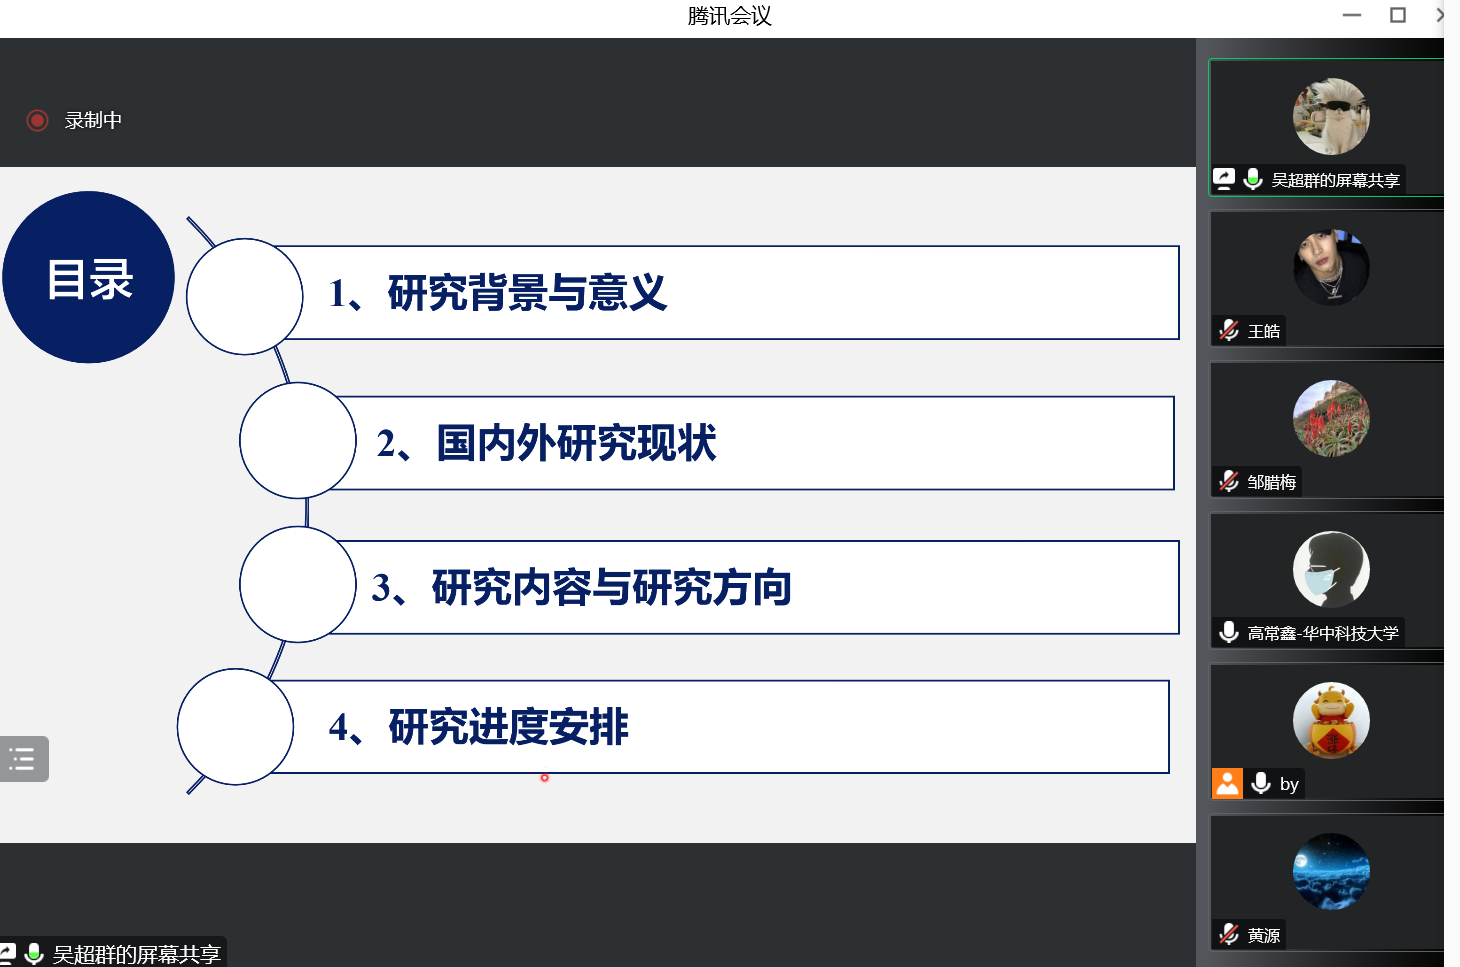 腾讯会议
录制中
目录
1、研究背景与意义
2、国内外研究现状
3、研究内容与研究方向
4、研究进度安排
吴超群的屏幕共享
吴超群的屏幕共享
王皓
邹腊梅
高常鑫-华中科技大学
by
黄源